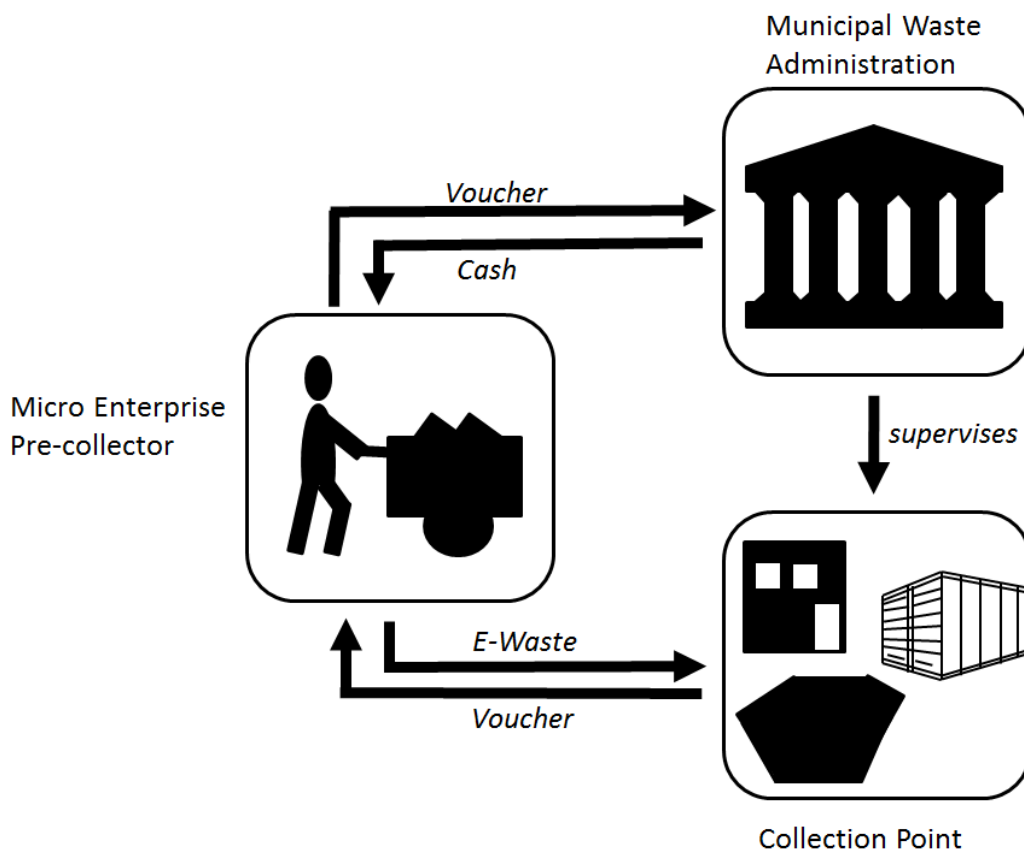 Municipal Waste
Administration
Voucher
Cash
Micro Enterprise
Pre-collector
supervises
E-Waste
Voucher
Collection Point